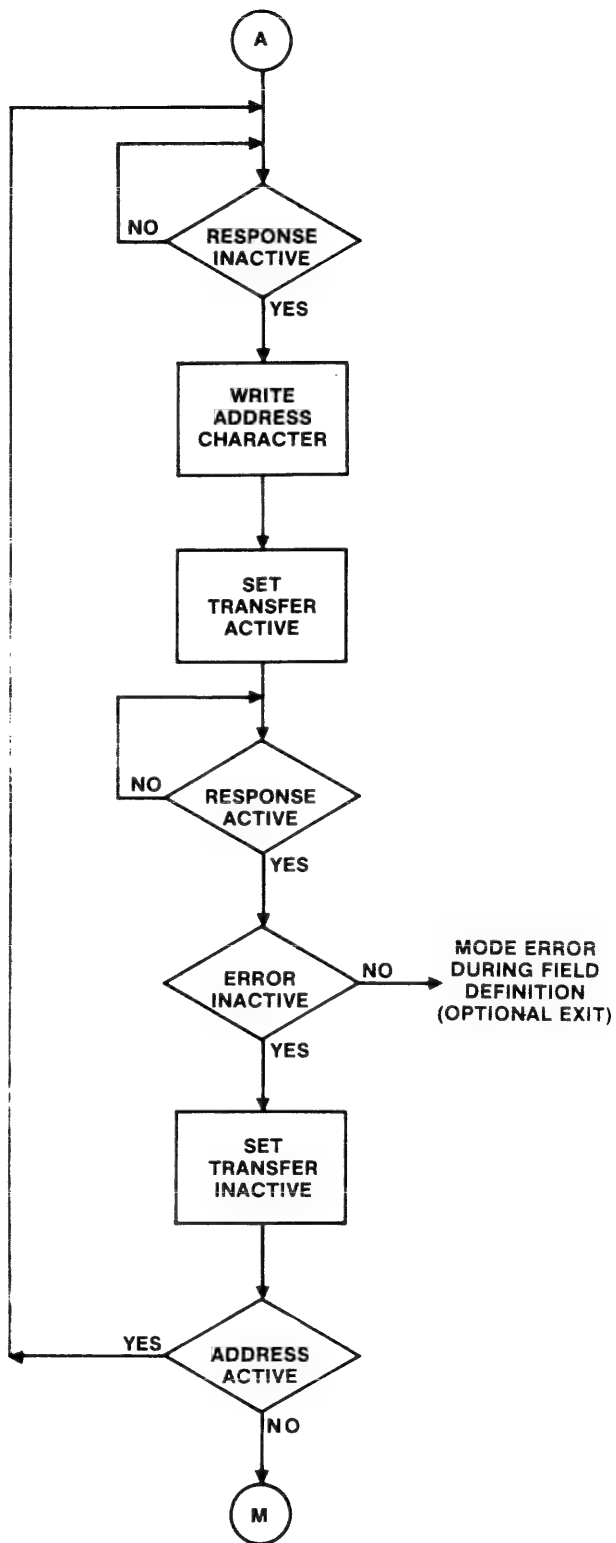 A
NO
RESPONSE
INACTIVE
YES
WRITE
ADDRESS
CHARACTER
SET
TRANSFER
ACTIVE
NO
RESPONSE
ACTIVE
YES
ERROR
INACTIVE
NO
MODE ERROR
DURING FIELD
DEFINITION
(OPTIONAL EXIT)
YES
SET
TRANSFER
INACTIVE
YES
ADDRESS
ACTIVE
NO
M